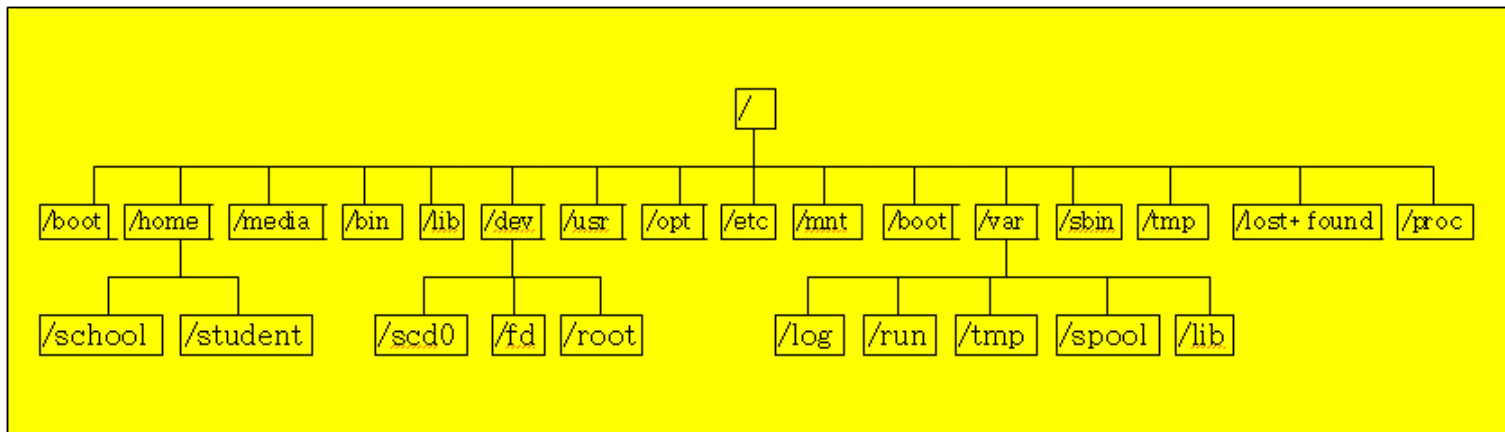 /
/boot /home /media /bin /lib /dev /usr /opt /etc /mnt /boot /var /sbin /tmp /lost+found /proc
/school /student /scd0 /fd /root /log /run /tmp /spool /lib